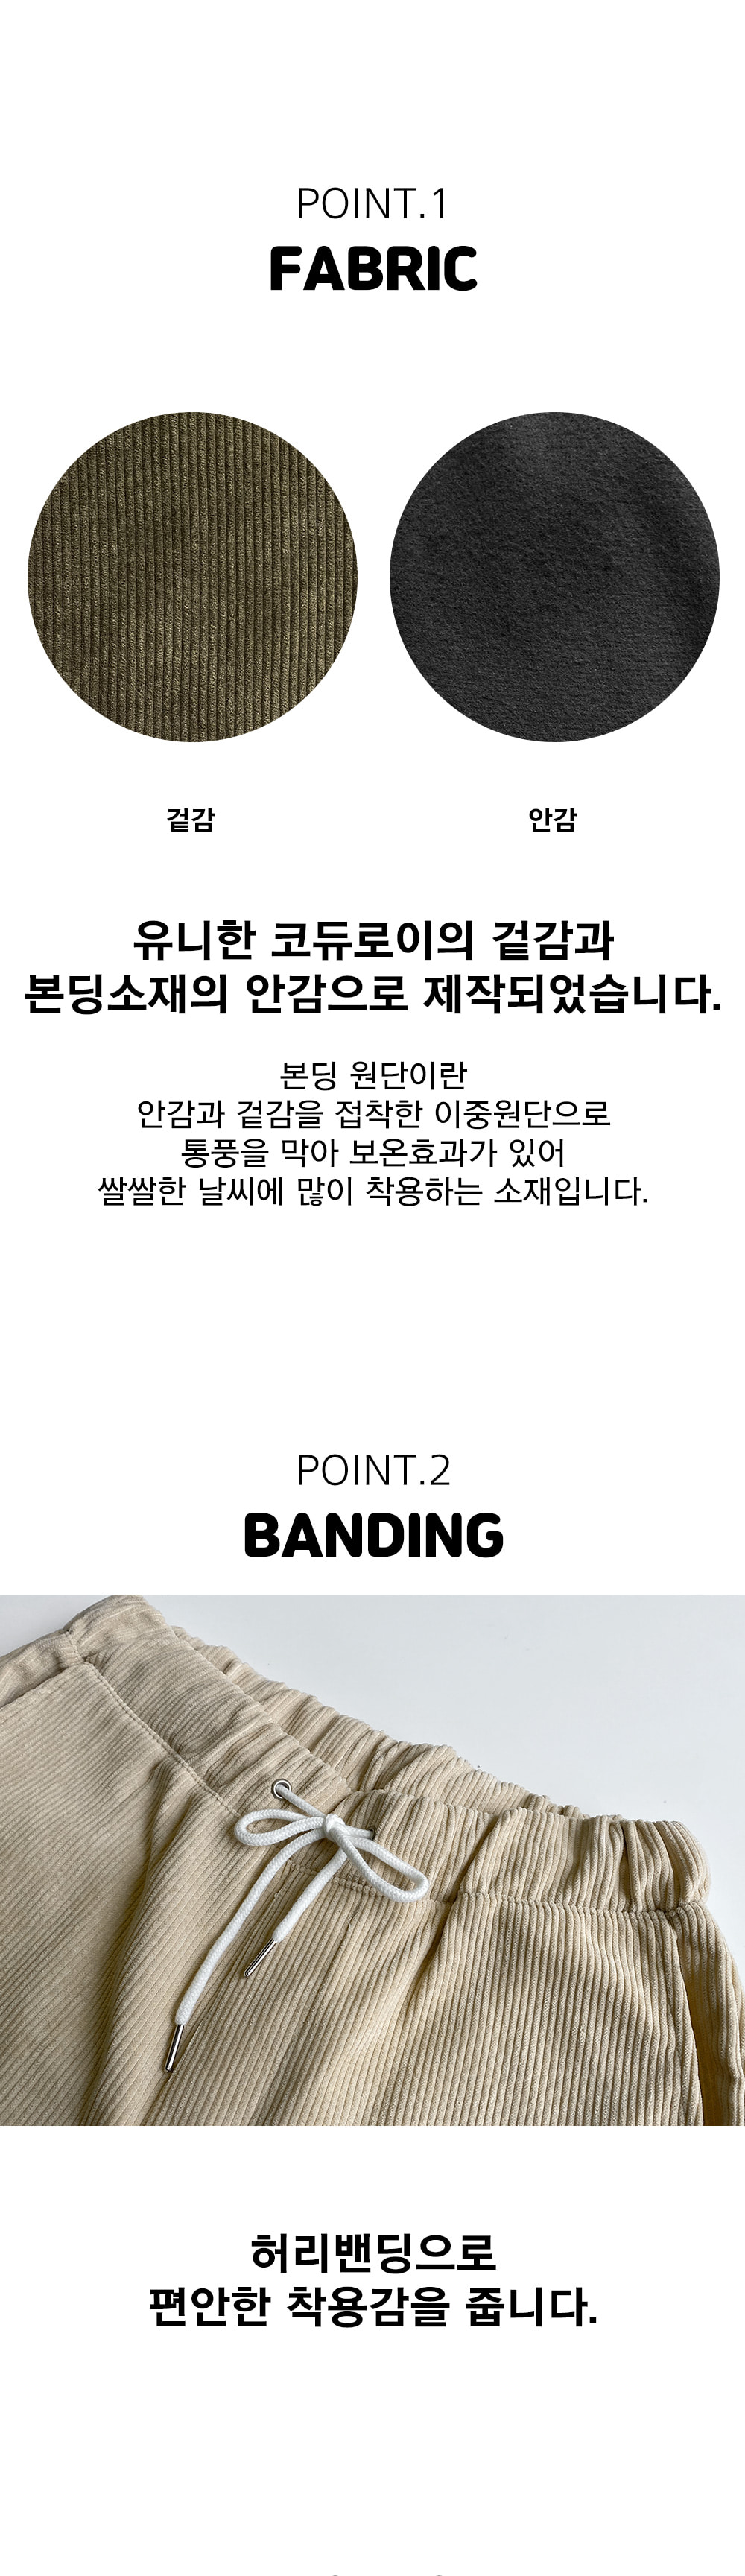 POINT.1
FABRIC
겉감
안감
유니한 코듀로이의 겉감과
본딩소재의 안감으로 제작되었습니다.
본딩 원단이란
안감과 겉감을 접착한 이중원단으로
통풍을 막아 보온효과가 있어
쌀쌀한 날씨에 많이 착용하는 소재입니다.
POINT.2
BANDING
허리밴딩으로
편안한 착용감을 줍니다.